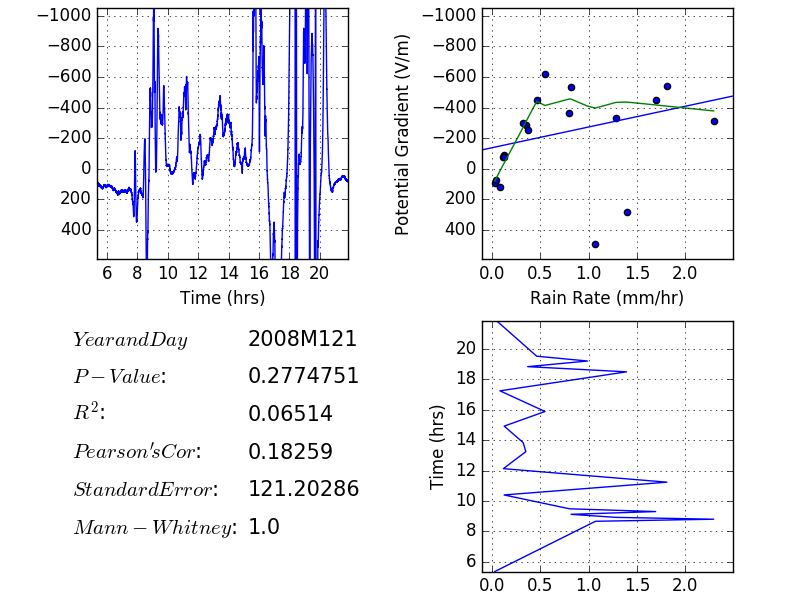 −1000
−800
−600
−400
−200
0
200
400
6 8 10 12 14 16 18 20
Time (hrs)
Potential Gradient (V/m)
−1000
−800
−600
−400
−200
0
200
400
0.0 0.5 1.0 1.5 2.0
Rain Rate (mm/hr)
YearandDay 2008M121
P−Value: 0.2774751
R²: 0.06514
Pearson'sCor: 0.18259
StandardError: 121.20286
Mann−Whitney: 1.0
Time (hrs)
20
18
16
14
12
10
8
6
0.0 0.5 1.0 1.5 2.0